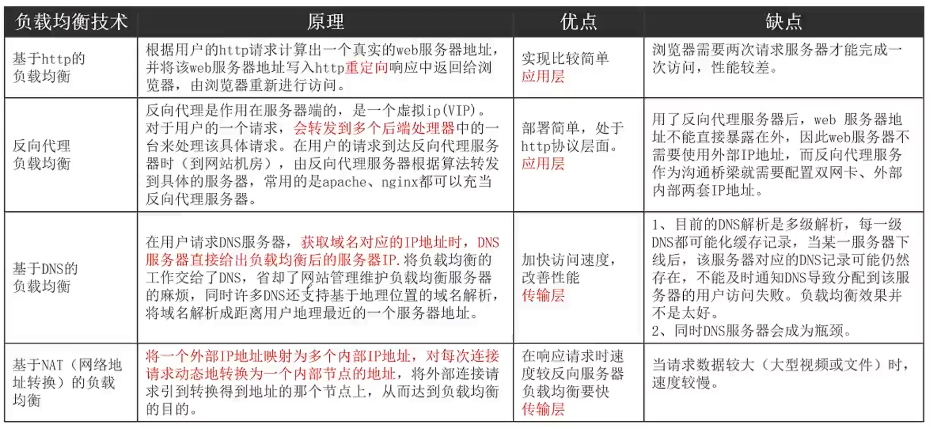 负载均衡技术 原理 优点 缺点
基于http的
负载均衡
根据用户的http请求计算出一个真实的web服务器地址,
并将该web服务器地址写入http重定向响应中返回给浏
览器，由浏览器重新进行访问。
实现比较简单
应用层
浏览器需要两次请求服务器才能完成一
次访问，性能较差。
反向代理
负载均衡
反向代理是作用在服务器端的，是一个虚拟ip(VIP)。
对于用户的一个请求，会转发到多个后端处理器中的一
台来处理该具体请求。在用户的请求到达反向代理服务
器时（到网站机房），由反向代理服务器根据算法转发
到具体的服务器，常用的是apache、nginx都可以充当
反向代理服务器。
部署简单，处于
http协议层面。
应用层
用了反向代理服务器后，web 服务器地
址不能直接暴露在外，因此web服务器不
需要使用外部IP地址，而反向代理服务
作为沟通桥梁就需要配置双网卡、外部
内部两套IP地址。
基于DNS的
负载均衡
在用户请求DNS服务器，获取域名对应的IP地址时，DNS
服务器直接给出负载均衡后的服务器IP.将负载均衡的
工作交给了DNS，省却了网站管理维护负载均衡服务器
的麻烦，同时许多DNS还支持基于地理位置的域名解析，
将域名解析成距离用户地理最近的一个服务器地址。
加快访问速度，
改善性能
传输层
1、目前的DNS解析是多级解析，每一级
DNS都可能化缓存记录，当某一服务器下
线后，该服务器对应的DNS记录可能仍然
存在，不能及时通知DNS导致分配到该服
务器的用户访问失败。负载均衡效果并
不是太好。
2、同时DNS服务器会成为瓶颈。
基于NAT（网络地
址转换）的负载
均衡
将一个外部IP地址映射为多个内部IP地址，对每次连接
请求动态地转换为一个内部节点的地址，将外部连接请
求引到转换得到地址的那个节点上，从而达到负载均衡
的目的。
在响应请求时速
度较反向服务器
负载均衡要快
传输层
当请求数据较大（大型视频或文件）时，
速度较慢。